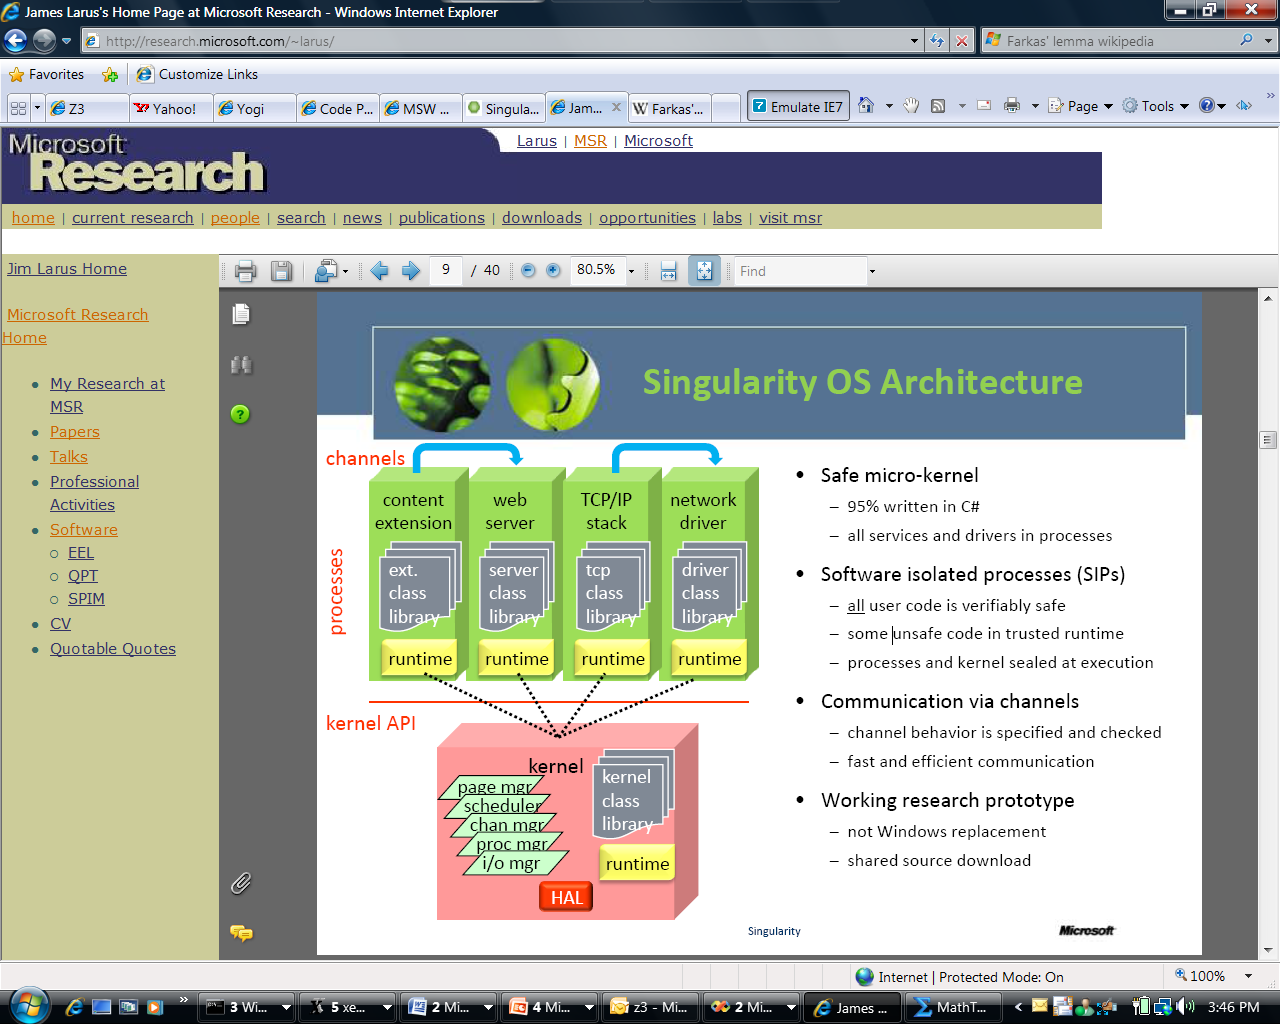 James Larus's Home Page at Microsoft Research - Windows Internet Explorer
http://research.microsoft.com/~larus/
Farkas' lemma wikipedia
Favorites
Customize Links
Z3
Yahoo!
Yogi
Code P...
MSW ...
Singula...
Jam...
Farkas'...
Emulate IE7
Page
Tools
Microsoft
Research
Larus | MSR | Microsoft
home | current research | people | search | news | publications | downloads | opportunities | labs | visit msr
Jim Larus Home
Microsoft Research
Home
My Research at
MSR
Papers
Talks
Professional
Activities
Software
EEL
QPT
SPIM
CV
Quotable Quotes
9 / 40
80.5%
Find
Singularity OS Architecture
channels
processes
content
extension
ext.
class
library
runtime
web
server
server
class
library
runtime
TCP/IP
stack
tcp
class
library
runtime
network
driver
driver
class
library
runtime
kernel API
kernel
page mgr
scheduler
chan mgr
proc mgr
i/o mgr
kernel
class
library
runtime
HAL
• Safe micro-kernel
– 95% written in C#
– all services and drivers in processes
• Software isolated processes (SIPs)
– all user code is verifiably safe
– some unsafe code in trusted runtime
– processes and kernel sealed at execution
• Communication via channels
– channel behavior is specified and checked
– fast and efficient communication
• Working research prototype
– not Windows replacement
– shared source download
Singularity
Microsoft
Internet | Protected Mode: On
100%
3 Wi...
5 xe...
2 Mi...
4 Mi...
z3 - Mi...
2 Mi...
James ...
MathT...
3:46 PM